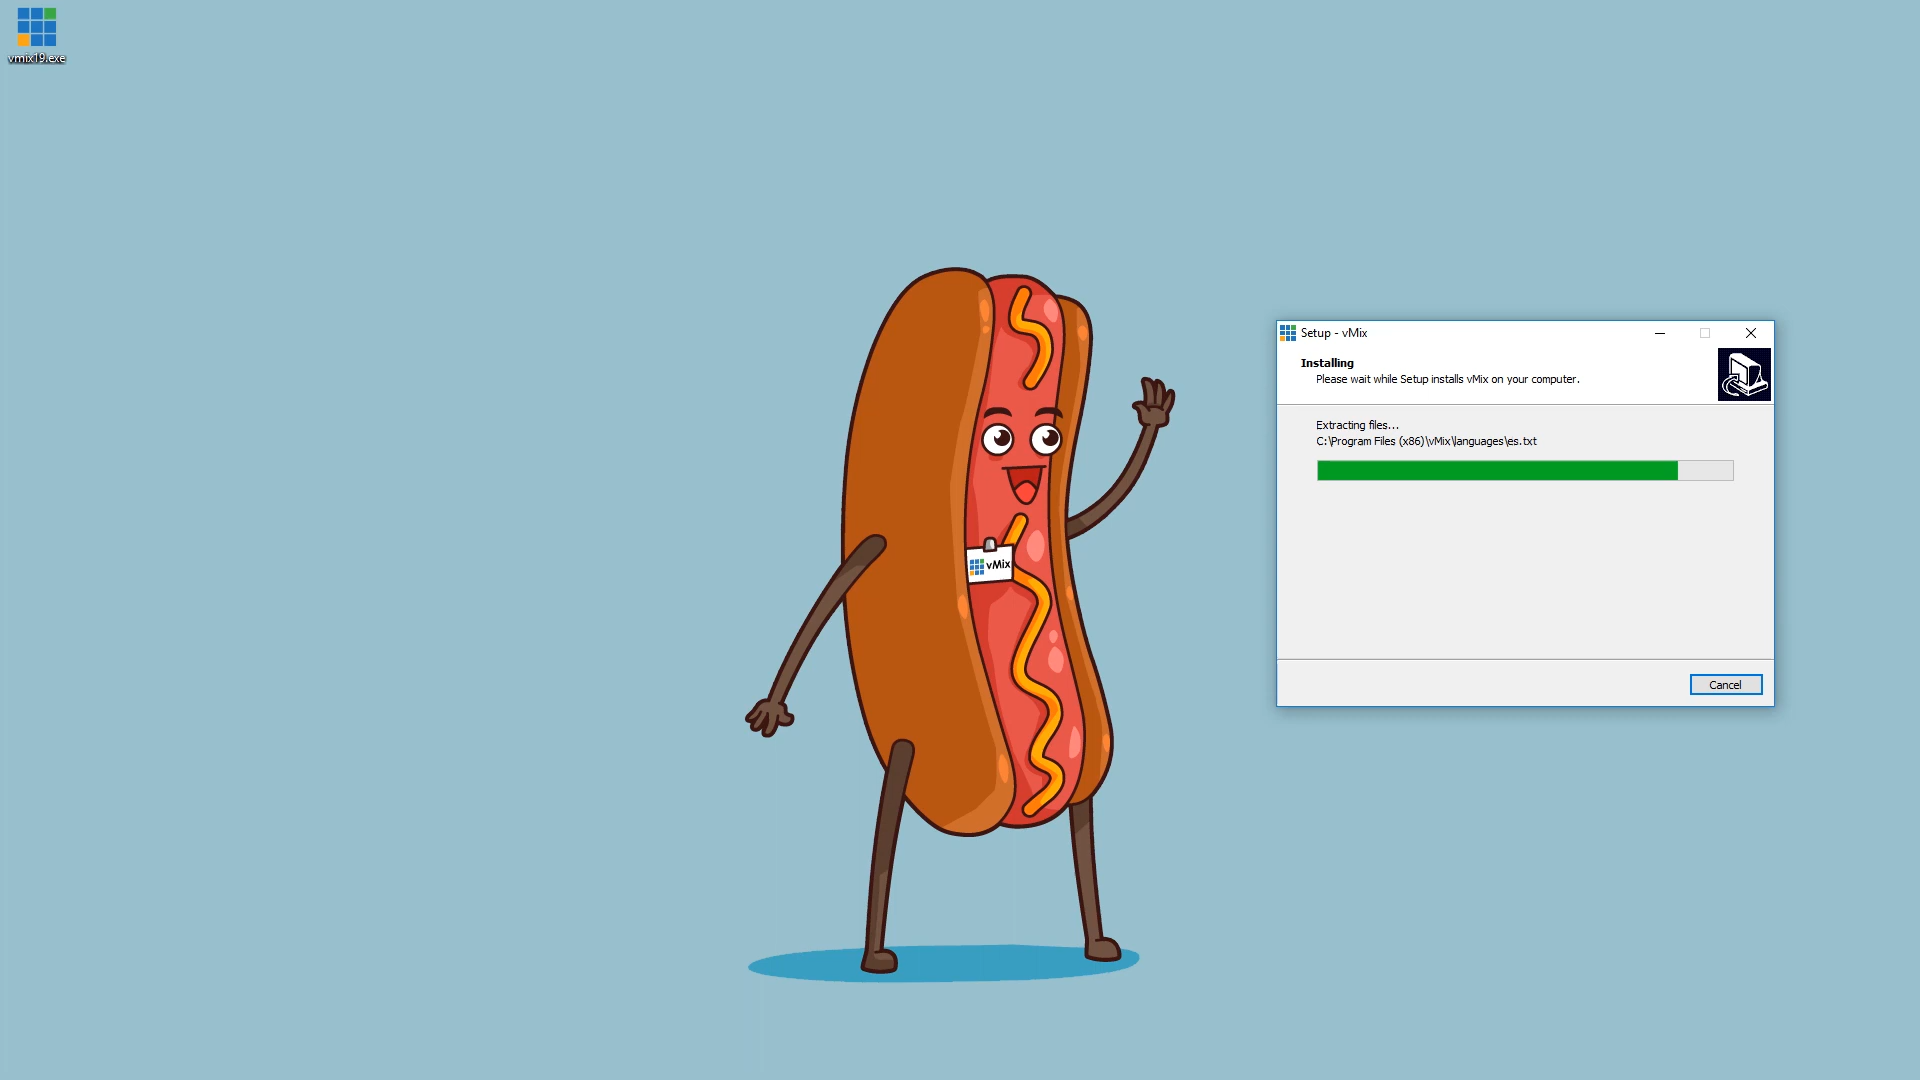 vmix19.exe
Setup - vMix
Installing
Please wait while Setup installs vMix on your computer.
Extracting files...
C:\Program Files (x86)\vMix\languages\es.txt
vMix
Cancel